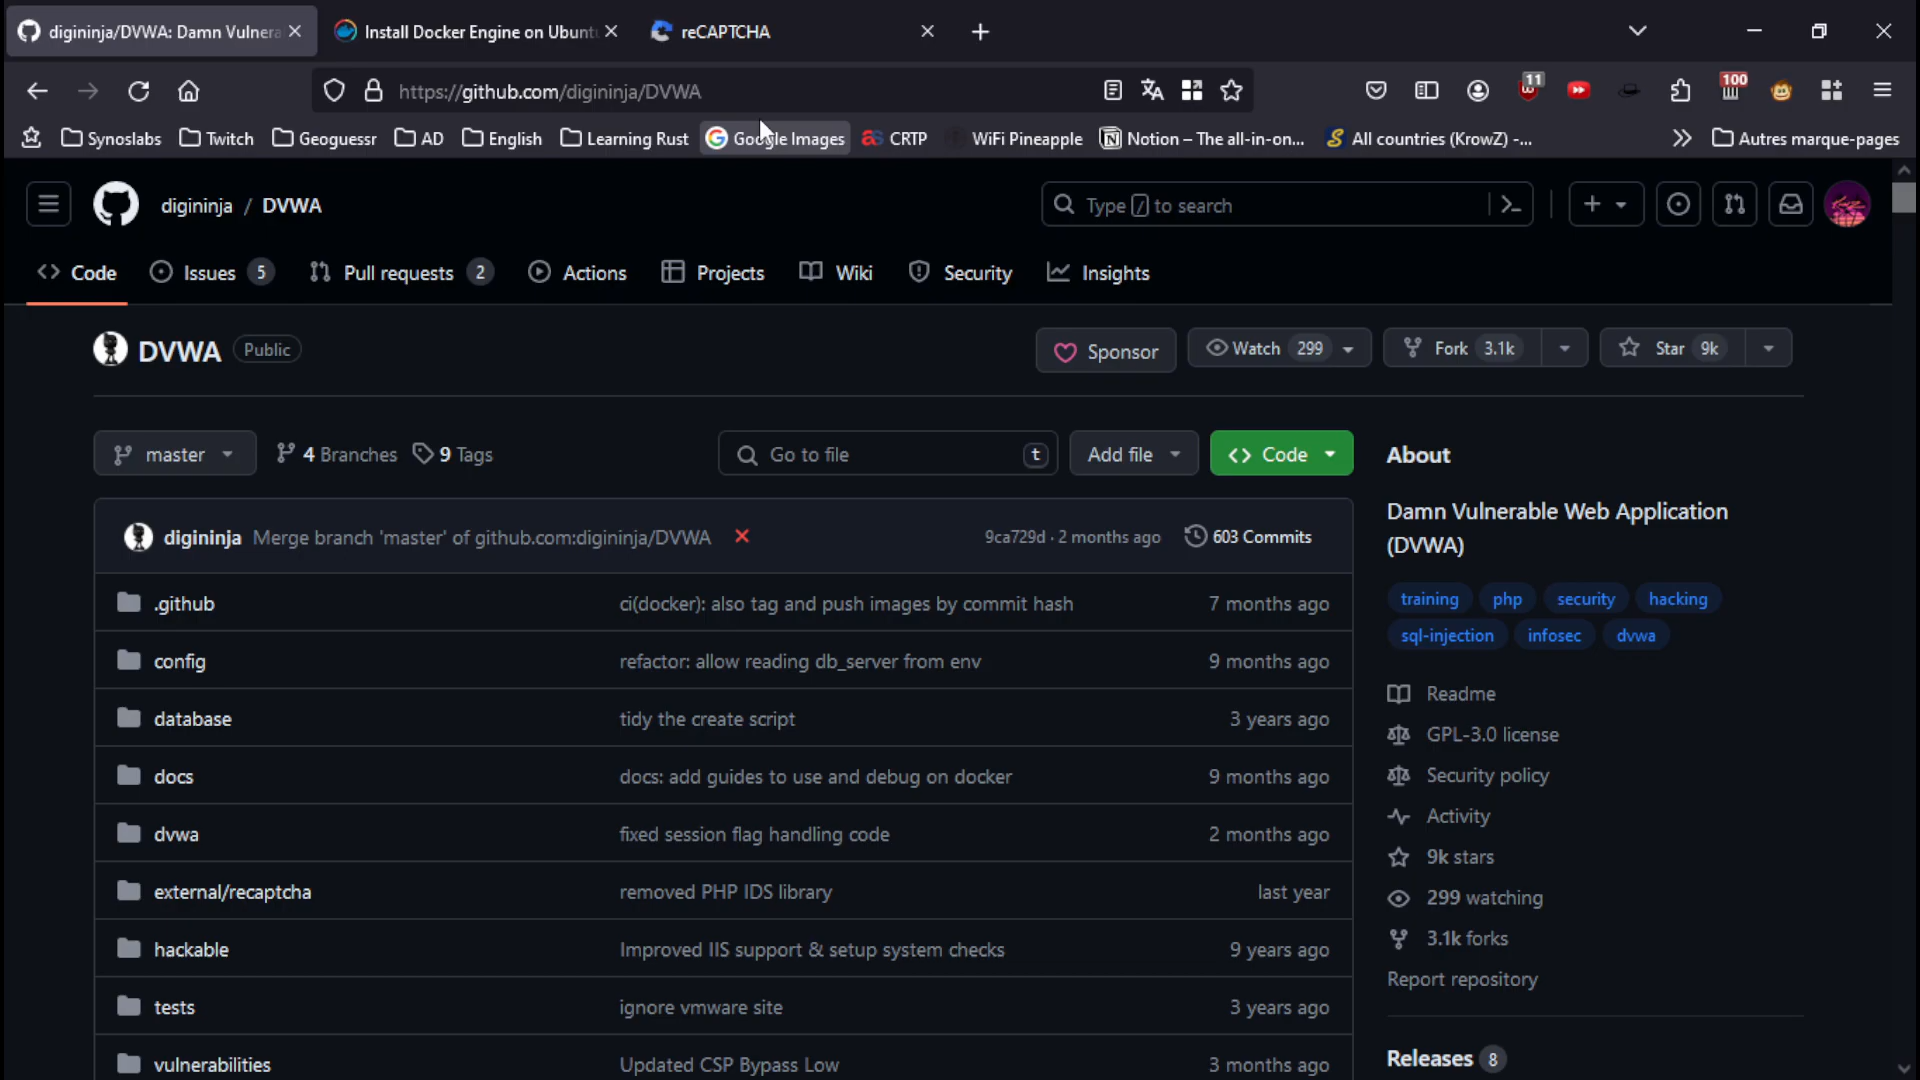 digininja/DVWA: Damn Vulnera
Install Docker Engine on Ubunt
reCAPTCHA
https://github.com/digininja/DVWA
11
100
Synoslabs
Twitch
Geoguessr
AD
English
Learning Rust
Google Images
CRTP
WiFi Pineapple
Notion – The all-in-on...
All countries (KrowZ) -...
Autres marque-pages
digininja / DVWA
Type / to search
Code
Issues 5
Pull requests 2
Actions
Projects
Wiki
Security
Insights
DVWA Public
Sponsor
Watch 299
Fork 3.1k
Star 9k
master
4 Branches
9 Tags
Go to file t
Add file
Code
digininja Merge branch 'master' of github.com:digininja/DVWA
9ca729d · 2 months ago
603 Commits
.github ci(docker): also tag and push images by commit hash 7 months ago
config refactor: allow reading db_server from env 9 months ago
database tidy the create script 3 years ago
docs docs: add guides to use and debug on docker 9 months ago
dvwa fixed session flag handling code 2 months ago
external/recaptcha removed PHP IDS library last year
hackable Improved IIS support & setup system checks 9 years ago
tests ignore vmware site 3 years ago
vulnerabilities Updated CSP Bypass Low 3 months ago
About
Damn Vulnerable Web Application
(DVWA)
training php security hacking
sql-injection infosec dvwa
Readme
GPL-3.0 license
Security policy
Activity
9k stars
299 watching
3.1k forks
Report repository
Releases 8